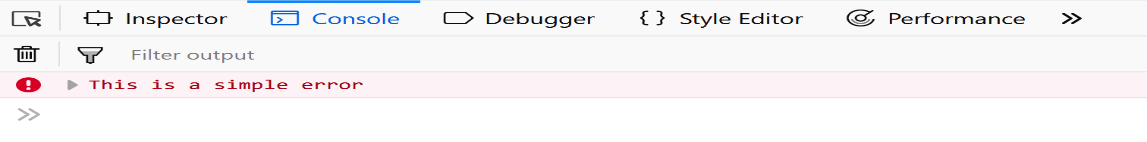 Inspector Console Debugger { } Style Editor Performance »
Filter output
This is a simple error
»